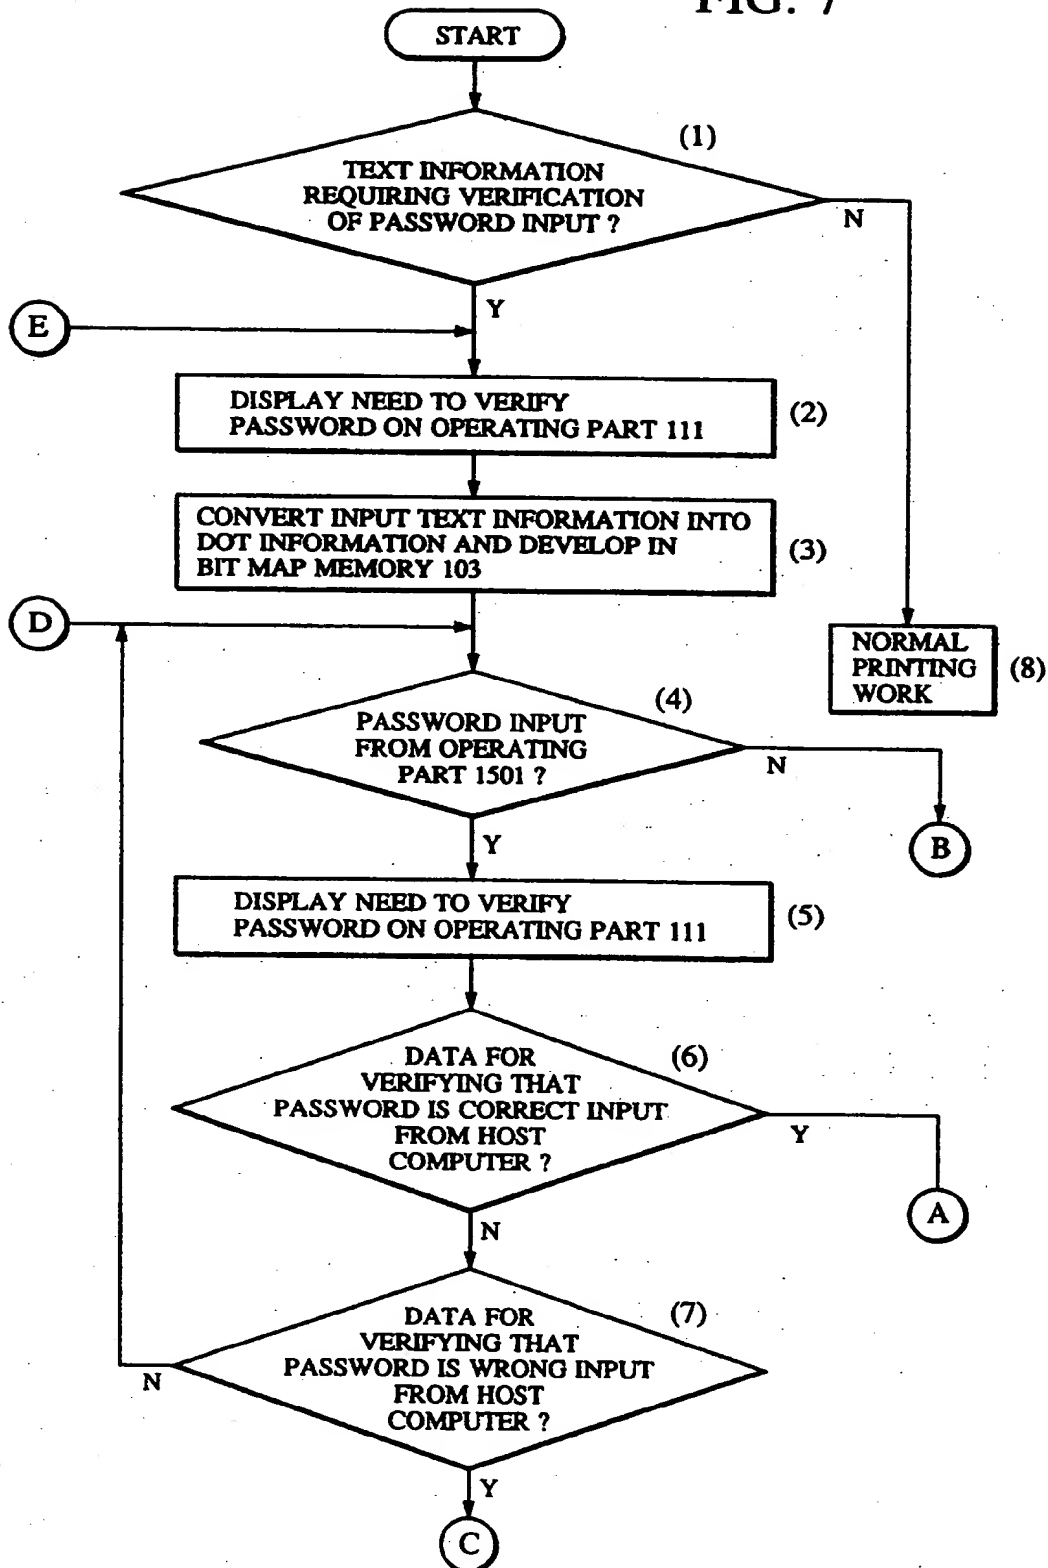 FIG. 7
START
(1)
TEXT INFORMATION
REQUIRING VERIFICATION
OF PASSWORD INPUT ?
N
Y
E
DISPLAY NEED TO VERIFY
PASSWORD ON OPERATING PART 111
(2)
CONVERT INPUT TEXT INFORMATION INTO
DOT INFORMATION AND DEVELOP IN
BIT MAP MEMORY 103
(3)
D
NORMAL
PRINTING
WORK
(8)
(4)
PASSWORD INPUT
FROM OPERATING
PART 1501 ?
N
B
Y
DISPLAY NEED TO VERIFY
PASSWORD ON OPERATING PART 111
(5)
(6)
DATA FOR
VERIFYING THAT
PASSWORD IS CORRECT INPUT
FROM HOST
COMPUTER ?
Y
A
N
(7)
DATA FOR
VERIFYING THAT
PASSWORD IS WRONG INPUT
FROM HOST
COMPUTER ?
N
Y
C